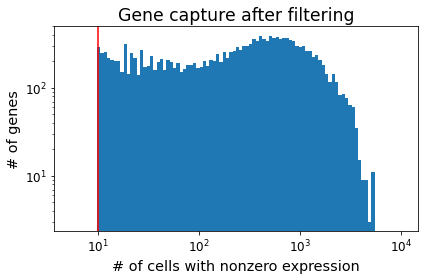 Gene capture after filtering
# of genes
10²
10¹
10¹
10²
10³
10⁴
# of cells with nonzero expression